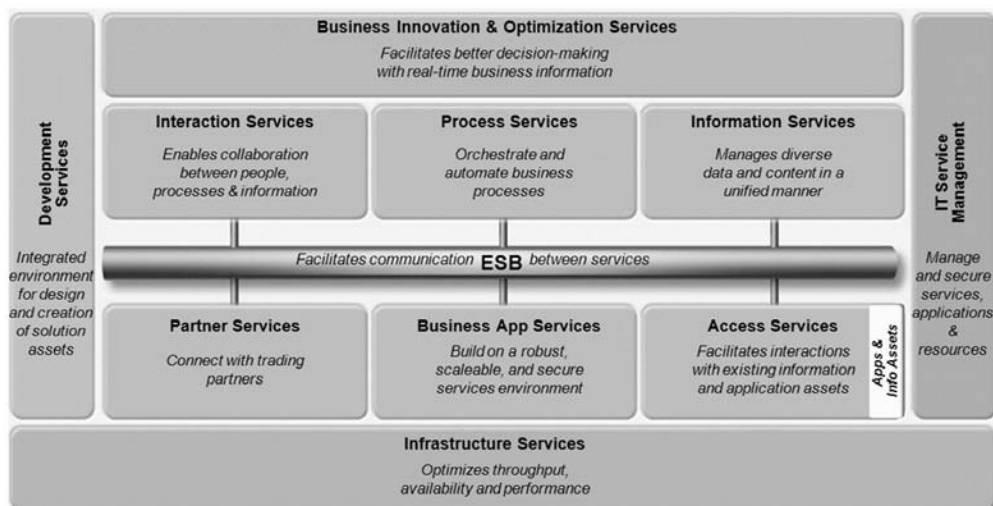 Business Innovation & Optimization Services
Facilitates better decision-making
with real-time business information
Development
Services
Integrated
environment
for design
and creation
of solution
assets
Interaction Services
Enables collaboration
between people,
processes & information
Process Services
Orchestrate and
automate business
processes
Information Services
Manages diverse
data and content in a
unified manner
IT Service
Management
Manage
and secure
services,
applications
&
resources
Facilitates communication ESB between services
Partner Services
Connect with trading
partners
Business App Services
Build on a robust,
scaleable, and secure
services environment
Access Services
Facilitates interactions
with existing information
and application assets
Apps &
Info Assets
Infrastructure Services
Optimizes throughput,
availability and performance